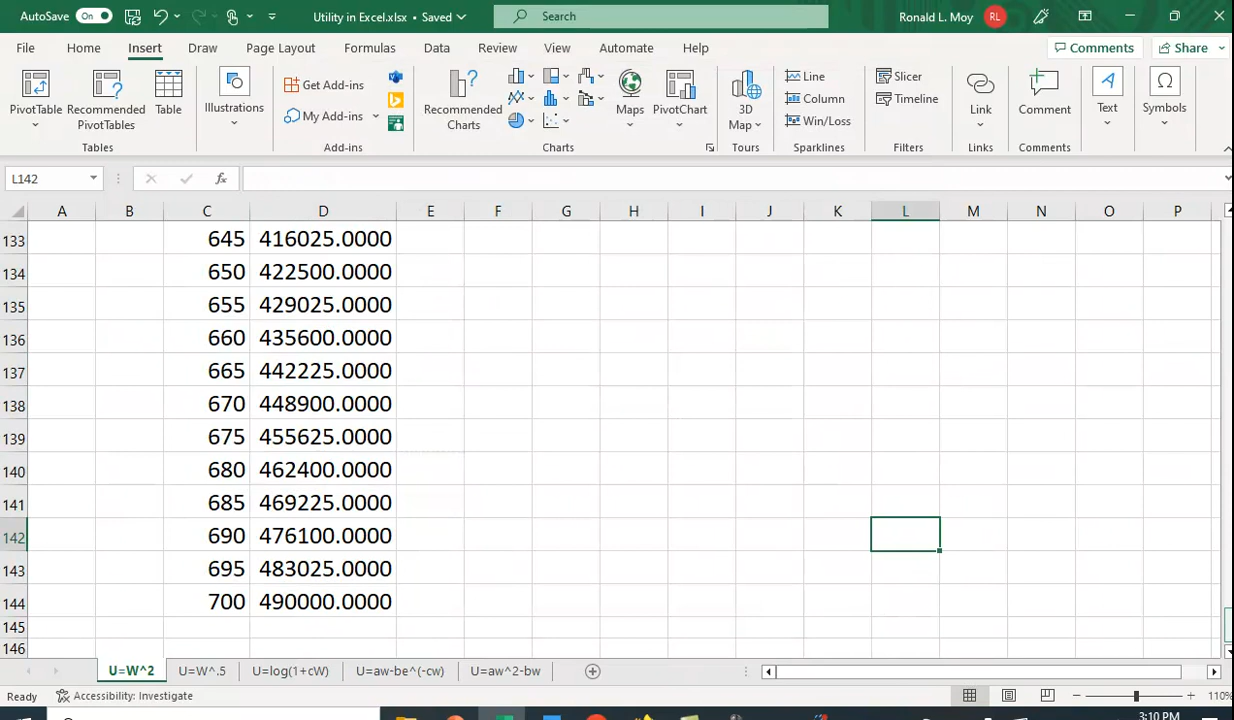 AutoSave On Utility in Excel.xlsx - Saved Search Ronald L. Moy RL
File Home Insert Draw Page Layout Formulas Data Review View Automate Help Comments Share
PivotTable Recommended PivotTables Table Illustrations Get Add-ins My Add-ins Recommended Charts Maps PivotChart 3D Map Line Column Win/Loss Slicer Timeline Link Comment Text Symbols
Tables Add-ins Charts Tours Sparklines Filters Links Comments
L142 fx
A B C D E F G H I J K L M N O P
133 645 416025.0000
134 650 422500.0000
135 655 429025.0000
136 660 435600.0000
137 665 442225.0000
138 670 448900.0000
139 675 455625.0000
140 680 462400.0000
141 685 469225.0000
142 690 476100.0000
143 695 483025.0000
144 700 490000.0000
145
146
U=W^2 U=W^.5 U=log(1+cW) U=aw-be^(-cw) U=aw^2-bw
Ready Accessibility: Investigate 110%
3:10 PM